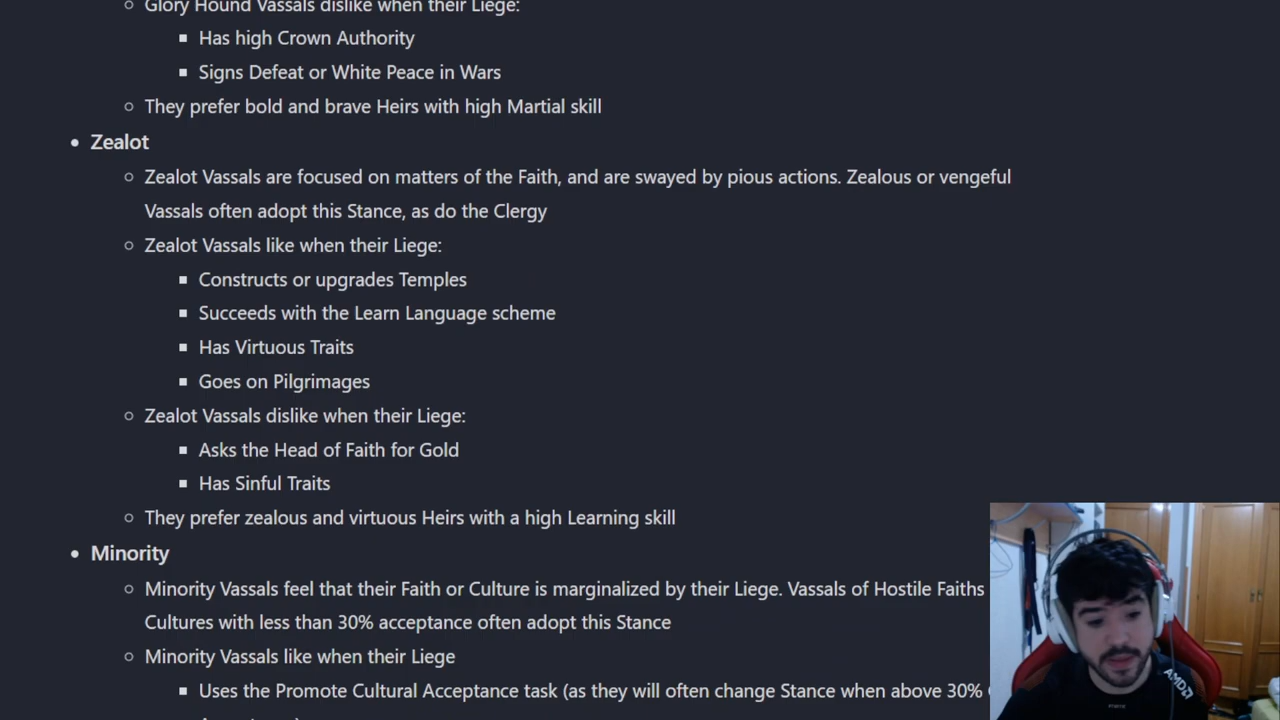 Glory Hound Vassals dislike when their Liege:
Has high Crown Authority
Signs Defeat or White Peace in Wars
They prefer bold and brave Heirs with high Martial skill
Zealot
Zealot Vassals are focused on matters of the Faith, and are swayed by pious actions. Zealous or vengeful
Vassals often adopt this Stance, as do the Clergy
Zealot Vassals like when their Liege:
Constructs or upgrades Temples
Succeeds with the Learn Language scheme
Has Virtuous Traits
Goes on Pilgrimages
Zealot Vassals dislike when their Liege:
Asks the Head of Faith for Gold
Has Sinful Traits
They prefer zealous and virtuous Heirs with a high Learning skill
Minority
Minority Vassals feel that their Faith or Culture is marginalized by their Liege. Vassals of Hostile Faiths
Cultures with less than 30% acceptance often adopt this Stance
Minority Vassals like when their Liege
Uses the Promote Cultural Acceptance task (as they will often change Stance when above 30%
AMD